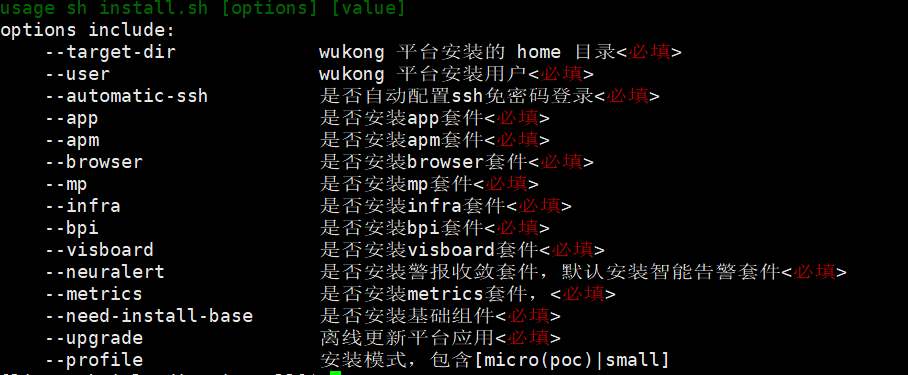 usage sh install.sh [options] [value]
options include:
--target-dir wukong 平台安装的 home 目录<必填>
--user wukong 平台安装用户<必填>
--automatic-ssh 是否自动配置ssh免密码登录<必填>
--app 是否安装app套件<必填>
--apm 是否安装apm套件<必填>
--browser 是否安装browser套件<必填>
--mp 是否安装mp套件<必填>
--infra 是否安装infra套件<必填>
--bpi 是否安装bpi套件<必填>
--visboard 是否安装visboard套件<必填>
--neuralert 是否安装警报收敛套件，默认安装智能告警套件<必填>
--metrics 是否安装metrics套件，<必填>
--need-install-base 是否安装基础组件<必填>
--upgrade 离线更新平台应用<必填>
--profile 安装模式，包含[micro(poc)|small]